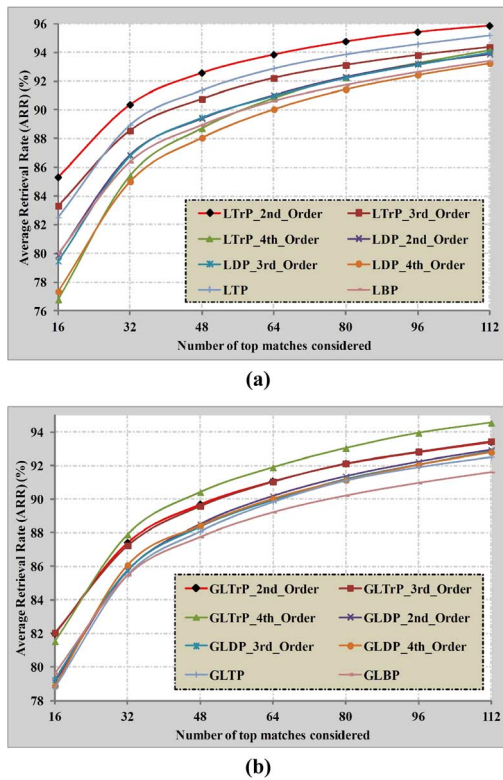 Average Retrieval Rate (ARR) (%)
96
94
92
90
88
86
84
82
80
78
76
LTrP_2nd_Order LTrP_3rd_Order
LTrP_4th_Order LDP_2nd_Order
LDP_3rd_Order LDP_4th_Order
LTP LBP
16 32 48 64 80 96 112
Number of top matches considered
(a)
Average Retrieval Rate (ARR) (%)
94
92
90
88
86
84
82
80
78
GLTrP_2nd_Order GLTrP_3rd_Order
GLTrP_4th_Order GLDP_2nd_Order
GLDP_3rd_Order GLDP_4th_Order
GLTP GLBP
16 32 48 64 80 96 112
Number of top matches considered
(b)